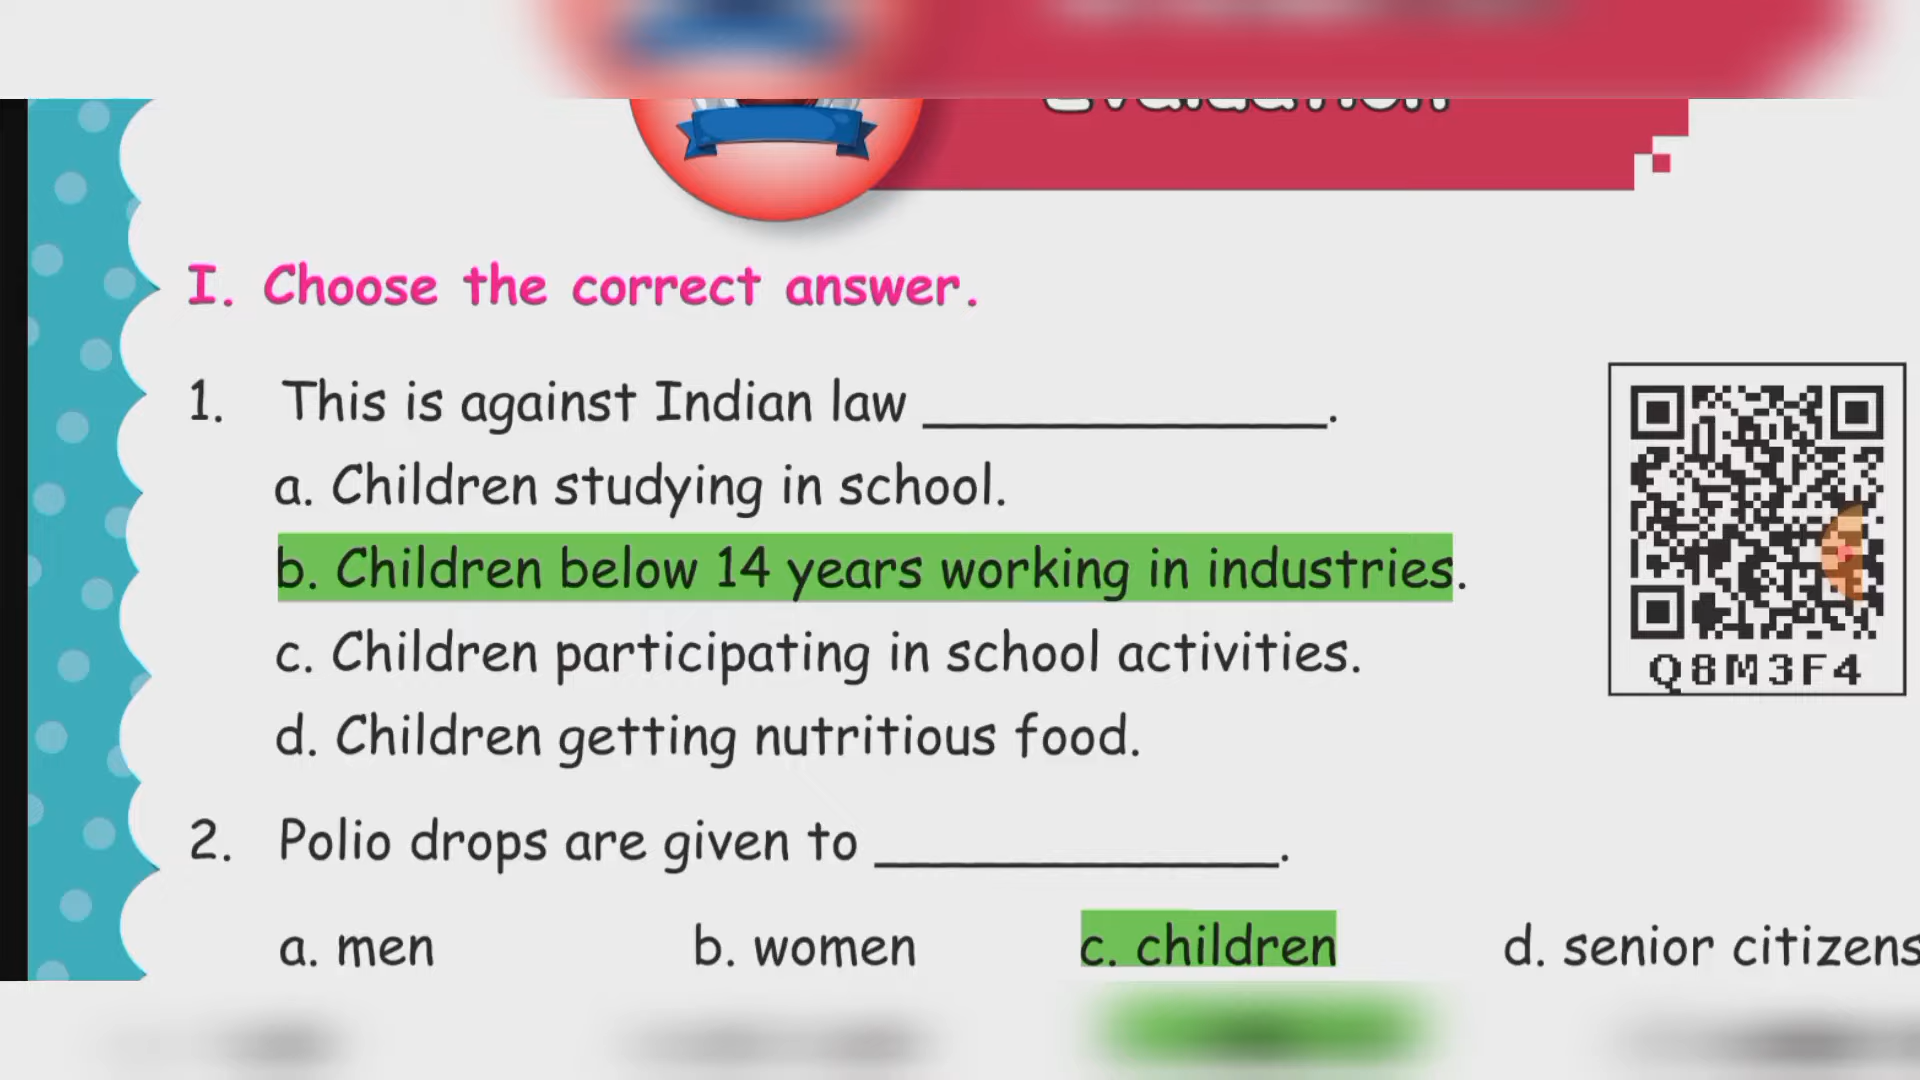 Evaluation
I. Choose the correct answer.
1. This is against Indian law ______________.
a. Children studying in school.
b. Children below 14 years working in industries.
c. Children participating in school activities.
d. Children getting nutritious food.
Q8M3F4
2. Polio drops are given to ______________.
a. men b. women c. children d. senior citizens